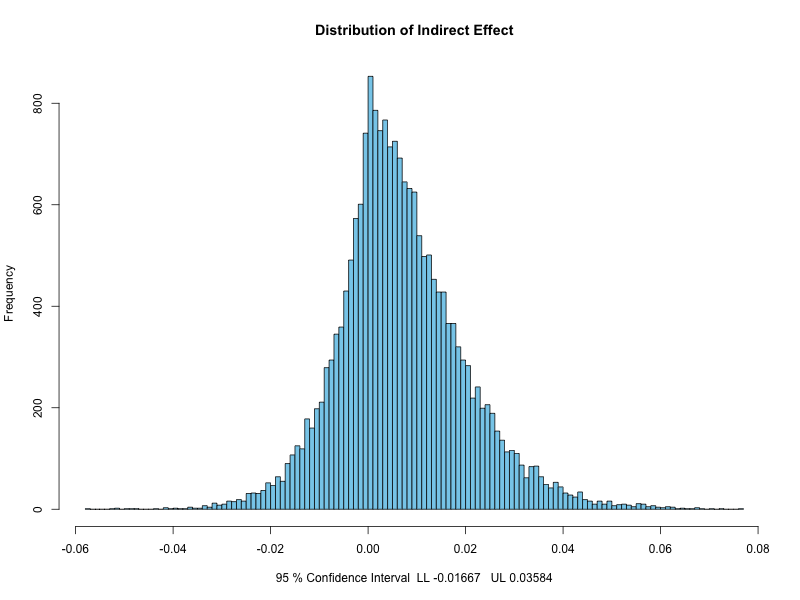 Distribution of Indirect Effect
Frequency
800
600
400
200
0
-0.06 -0.04 -0.02 0.00 0.02 0.04 0.06 0.08
95 % Confidence Interval  LL -0.01667   UL 0.03584